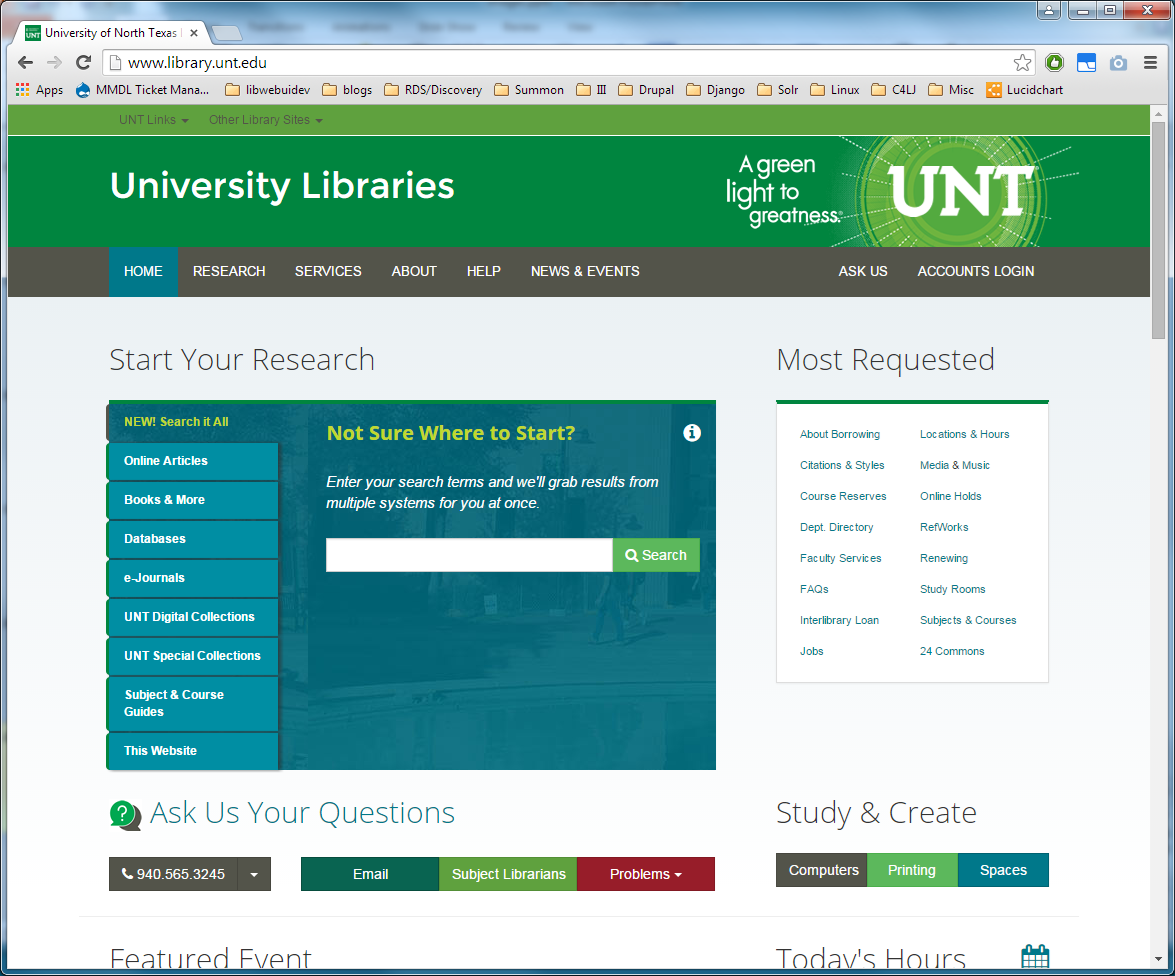 University of North Texas
www.library.unt.edu
Apps MMDL Ticket Mana... libwebuidev blogs RDS/Discovery Summon III Drupal Django Solr Linux C4LJ Misc Lucidchart
UNT Links Other Library Sites
University Libraries
A green
light to
greatness.
UNT
HOME RESEARCH SERVICES ABOUT HELP NEWS & EVENTS ASK US ACCOUNTS LOGIN
Start Your Research
NEW! Search it All
Online Articles
Books & More
Databases
e-Journals
UNT Digital Collections
UNT Special Collections
Subject & Course
Guides
This Website
Not Sure Where to Start?
Enter your search terms and we'll grab results from
multiple systems for you at once.
Search
Most Requested
About Borrowing Locations & Hours
Citations & Styles Media & Music
Course Reserves Online Holds
Dept. Directory RefWorks
Faculty Services Renewing
FAQs Study Rooms
Interlibrary Loan Subjects & Courses
Jobs 24 Commons
Ask Us Your Questions
940.565.3245 Email Subject Librarians Problems
Study & Create
Computers Printing Spaces
Featured Event
Today's Hours